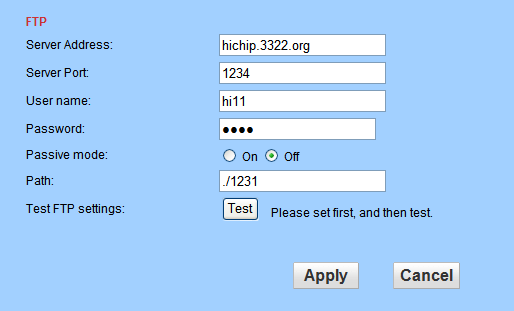 FTP
Server Address: hichip.3322.org
Server Port: 1234
User name: hi11
Password: ●●●●
Passive mode: On Off
Path: ./1231
Test FTP settings: Test Please set first, and then test.
Apply Cancel